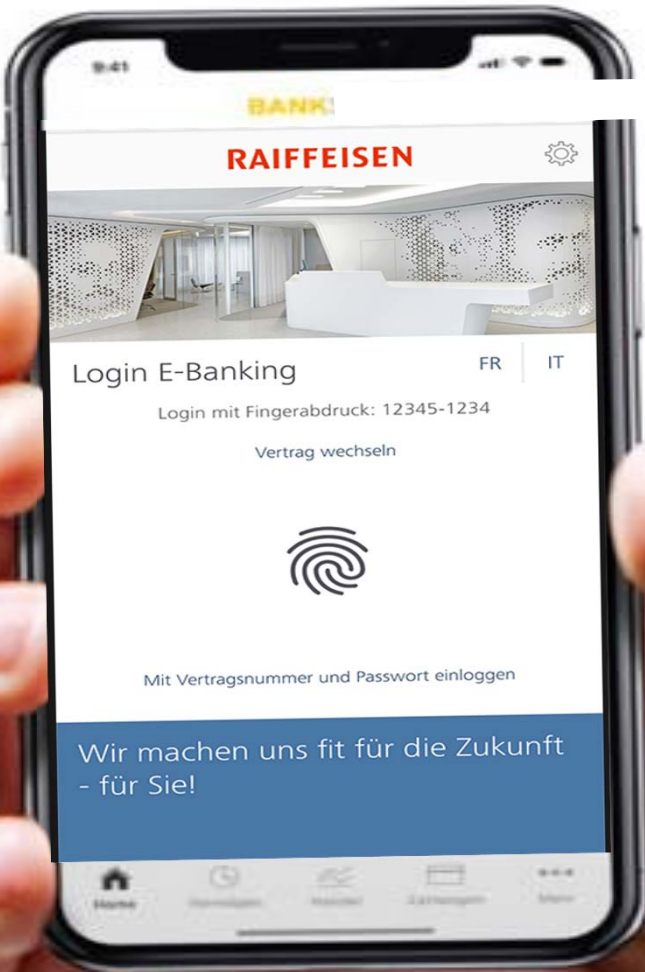 9:41
BANK
RAIFFEISEN
Login E-Banking
FR
IT
Login mit Fingerabdruck: 12345-1234
Vertrag wechseln
Mit Vertragsnummer und Passwort einloggen
Wir machen uns fit für die Zukunft
- für Sie!
Home